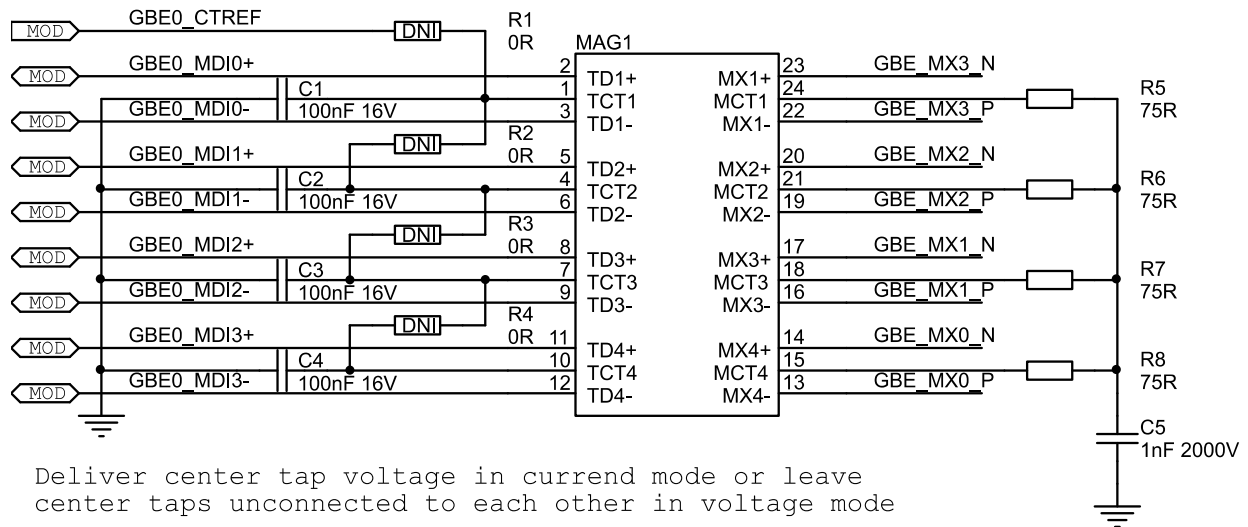 GBE0_CTREF
MOD
DNI
R1
0R
MAG1
MOD
GBE0_MDI0+
2
TD1+
MX1+
23
GBE_MX3_N
C1
100nF 16V
1
TCT1
MCT1
24
R5
75R
MOD
GBE0_MDI0-
3
TD1-
MX1-
22
GBE_MX3_P
DNI
R2
0R
MOD
GBE0_MDI1+
5
TD2+
MX2+
20
GBE_MX2_N
C2
100nF 16V
4
TCT2
MCT2
21
R6
75R
MOD
GBE0_MDI1-
6
TD2-
MX2-
19
GBE_MX2_P
DNI
R3
0R
MOD
GBE0_MDI2+
8
TD3+
MX3+
17
GBE_MX1_N
C3
100nF 16V
7
TCT3
MCT3
18
R7
75R
MOD
GBE0_MDI2-
9
TD3-
MX3-
16
GBE_MX1_P
DNI
R4
0R
MOD
GBE0_MDI3+
11
TD4+
MX4+
14
GBE_MX0_N
C4
100nF 16V
10
TCT4
MCT4
15
R8
75R
MOD
GBE0_MDI3-
12
TD4-
MX4-
13
GBE_MX0_P
C5
1nF 2000V
Deliver center tap voltage in currend mode or leave
center taps unconnected to each other in voltage mode